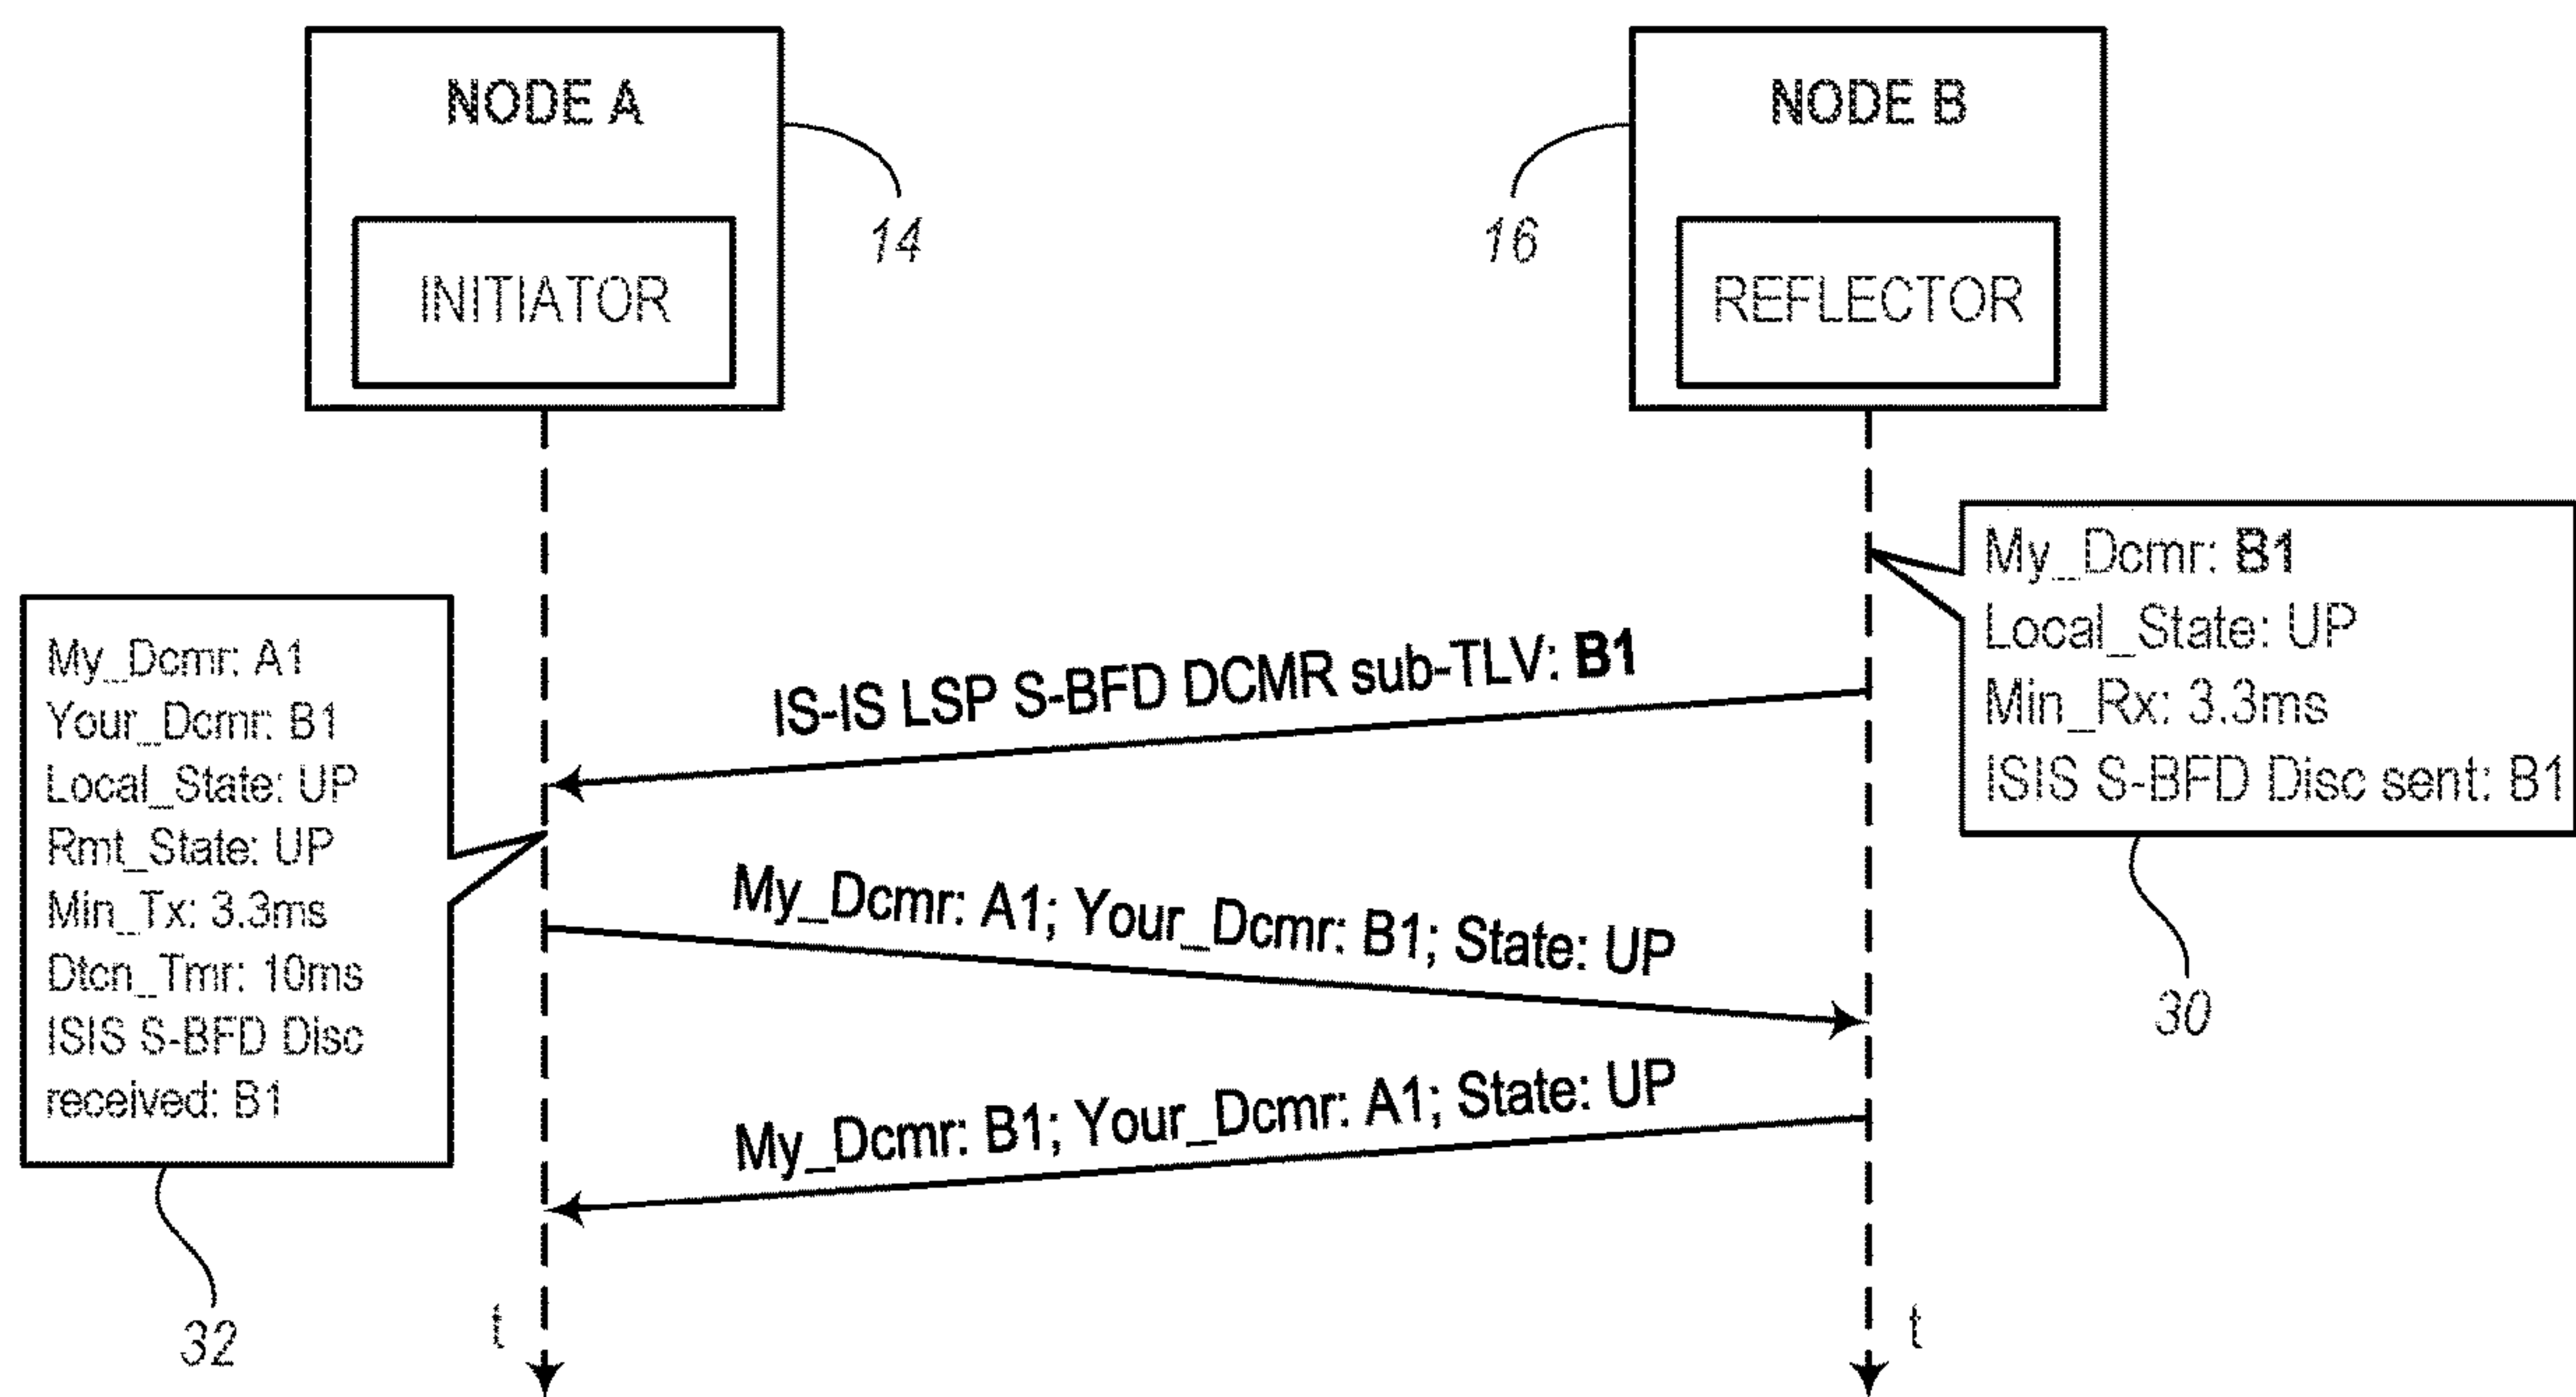 NODE A
INITIATOR
14
NODE B
REFLECTOR
16
My_Dcmr: B1
Local_State: UP
Min_Rx: 3.3ms
ISIS S-BFD Disc sent: B1
30
IS-IS LSP S-BFD DCMR sub-TLV: B1
My_Dcmr: A1
Your_Dcmr: B1
Local_State: UP
Rmt_State: UP
Min_Tx: 3.3ms
Dtcn_Tmr: 10ms
ISIS S-BFD Disc
received: B1
32
My_Dcmr: A1; Your_Dcmr: B1; State: UP
My_Dcmr: B1; Your_Dcmr: A1; State: UP
t
t